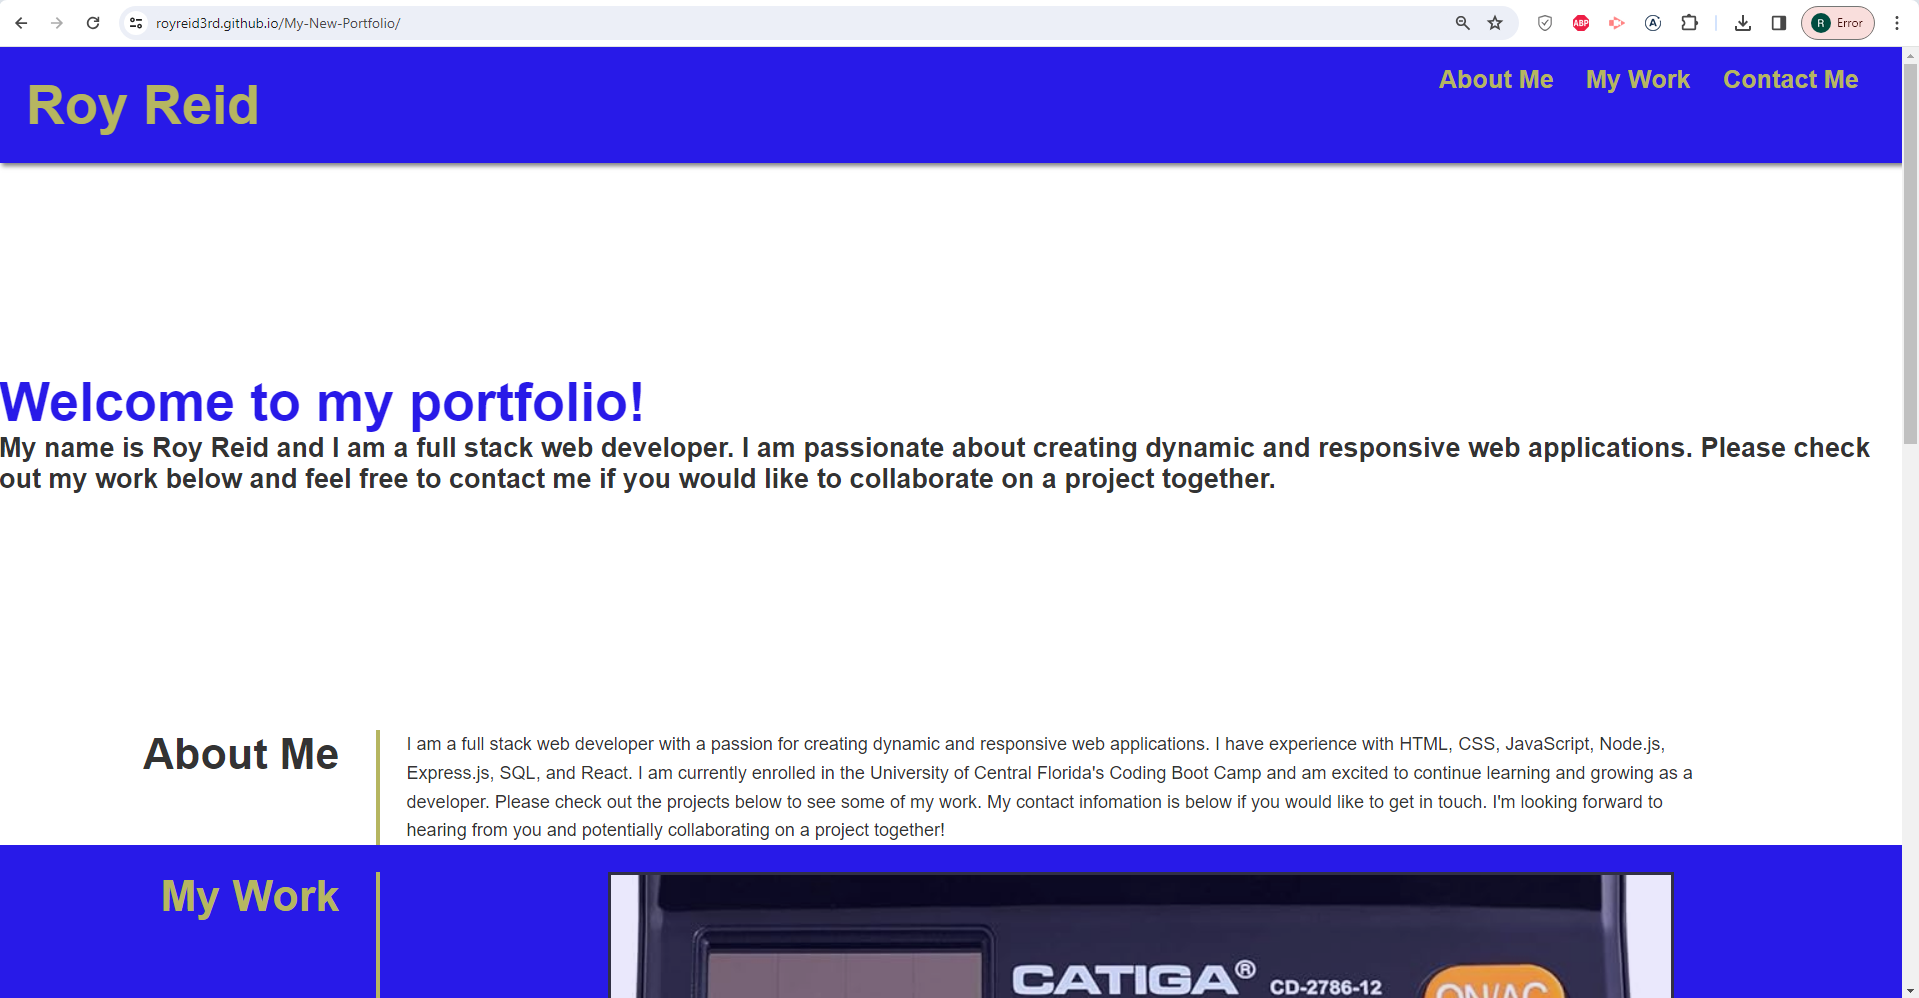 royreid3rd.github.io/My-New-Portfolio/
ABP
A
R Error
Roy Reid
About Me My Work Contact Me
Welcome to my portfolio!
My name is Roy Reid and I am a full stack web developer. I am passionate about creating dynamic and responsive web applications. Please check
out my work below and feel free to contact me if you would like to collaborate on a project together.
About Me
I am a full stack web developer with a passion for creating dynamic and responsive web applications. I have experience with HTML, CSS, JavaScript, Node.js,
Express.js, SQL, and React. I am currently enrolled in the University of Central Florida's Coding Boot Camp and am excited to continue learning and growing as a
developer. Please check out the projects below to see some of my work. My contact infomation is below if you would like to get in touch. I'm looking forward to
hearing from you and potentially collaborating on a project together!
My Work
CATIGA® CD-2786-12
ON/AC